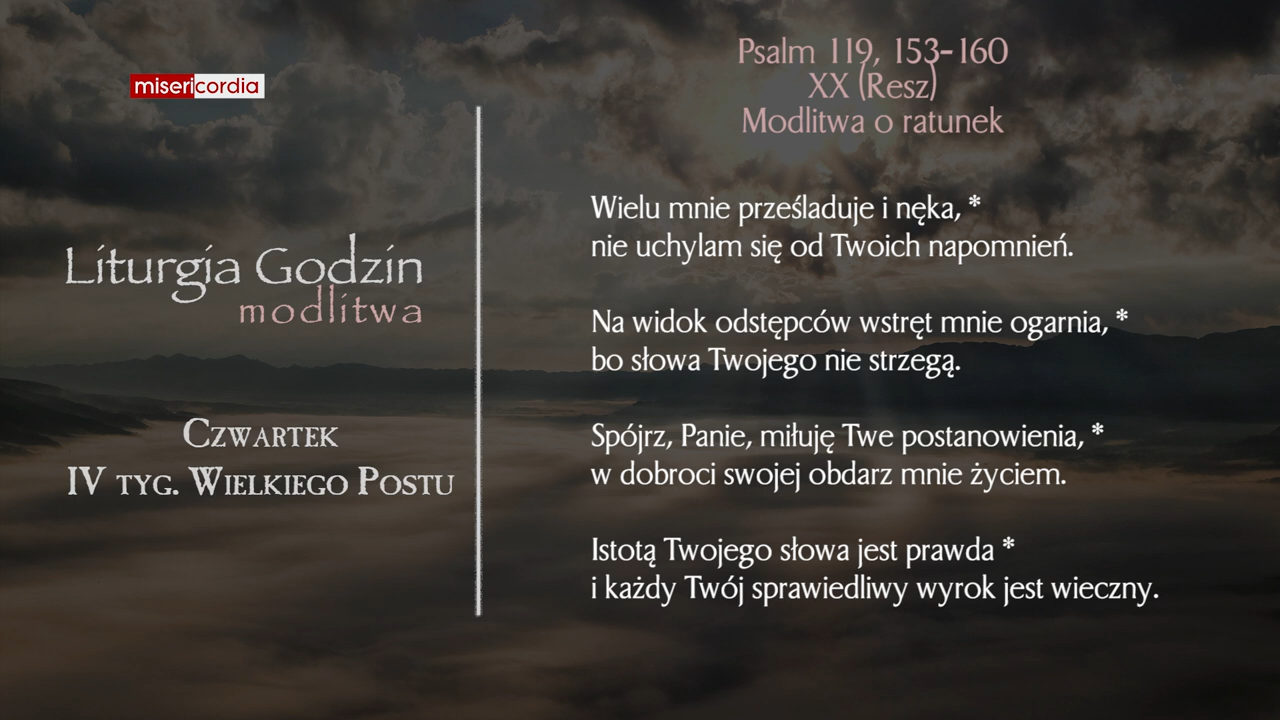 misericordia
Liturgia Godzin
modlitwa
Czwartek
IV tyg. Wielkiego Postu
Psalm 119, 153-160
XX (Resz)
Modlitwa o ratunek
Wielu mnie prześladuje i nęka, *
nie uchylam się od Twoich napomnień.
Na widok odstępców wstręt mnie ogarnia, *
bo słowa Twojego nie strzegą.
Spójrz, Panie, miłuję Twe postanowienia, *
w dobroci swojej obdarz mnie życiem.
Istotą Twojego słowa jest prawda *
i każdy Twój sprawiedliwy wyrok jest wieczny.